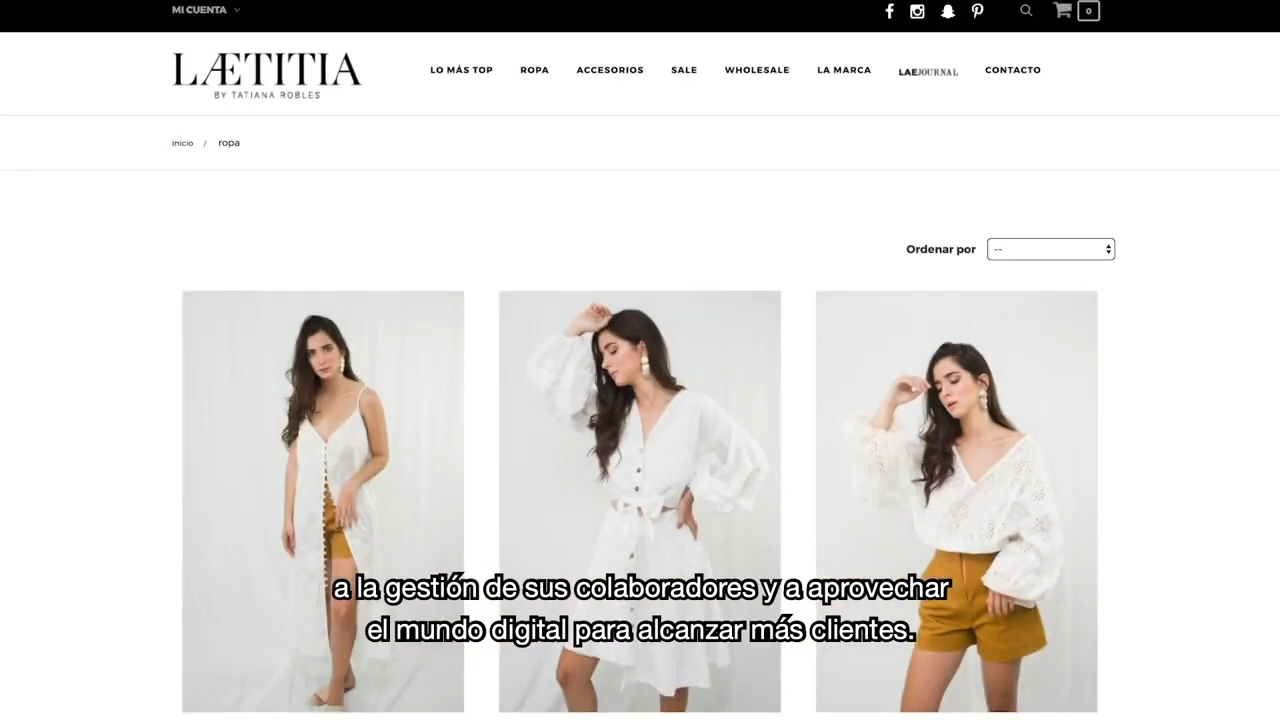 MI CUENTA
0
LÆTITIA
BY TATIANA ROBLES
LO MÁS TOP ROPA ACCESORIOS SALE WHOLESALE LA MARCA LAEJOURNAL CONTACTO
inicio / ropa
Ordenar por --
a la gestión de sus colaboradores y a aprovechar
el mundo digital para alcanzar más clientes.